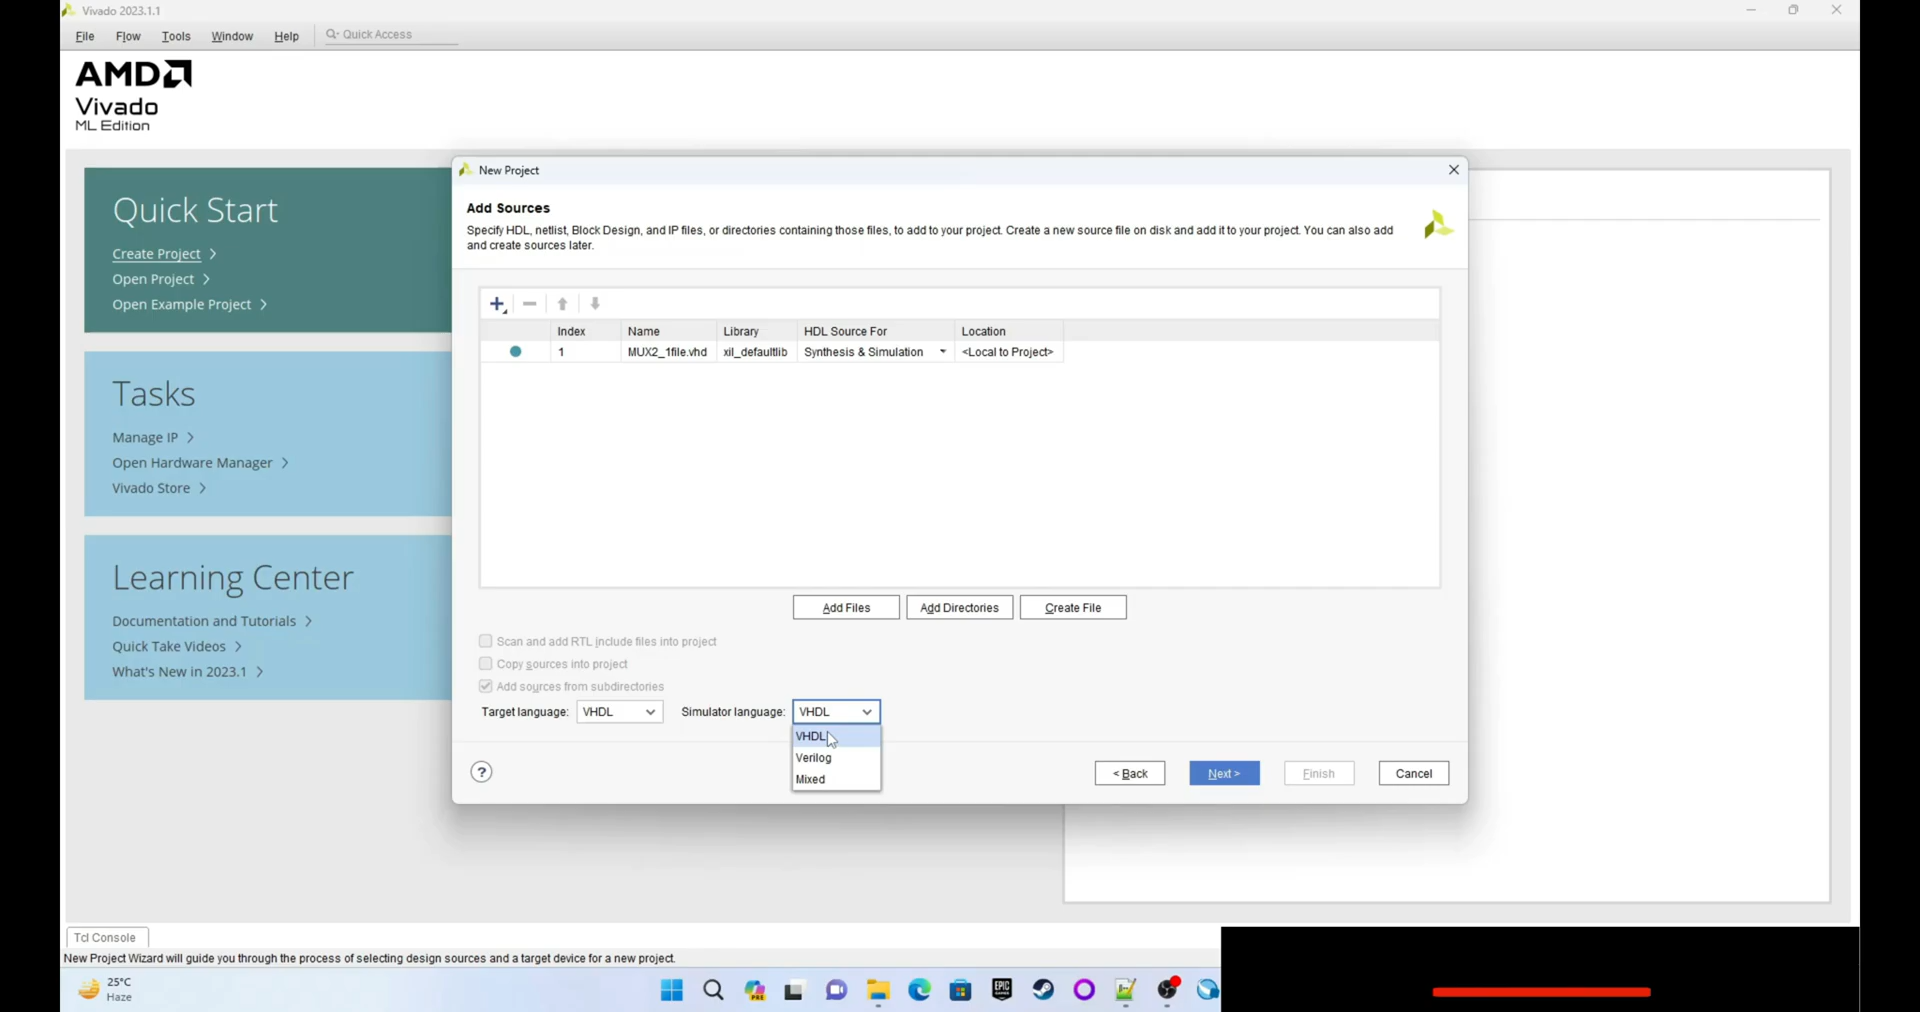 Vivado 2023.1.1
File Flow Tools Window Help Quick Access
AMD
Vivado
ML Edition
Quick Start
Create Project >
Open Project >
Open Example Project >
Tasks
Manage IP >
Open Hardware Manager >
Vivado Store >
Learning Center
Documentation and Tutorials >
Quick Take Videos >
What's New in 2023.1 >
New Project
Add Sources
Specify HDL, netlist, Block Design, and IP files, or directories containing those files, to add to your project. Create a new source file on disk and add it to your project. You can also add
and create sources later.
Index Name Library HDL Source For Location
1 MUX2_1file.vhd xil_defaultlib Synthesis & Simulation <Local to Project>
Add Files Add Directories Create File
Scan and add RTL include files into project
Copy sources into project
Add sources from subdirectories
Target language: VHDL Simulator language: VHDL
VHDL
Verilog
Mixed
? < Back Next > Finish Cancel
Tcl Console
New Project Wizard will guide you through the process of selecting design sources and a target device for a new project.
25°C
Haze
PRE
EPIC
GAMES